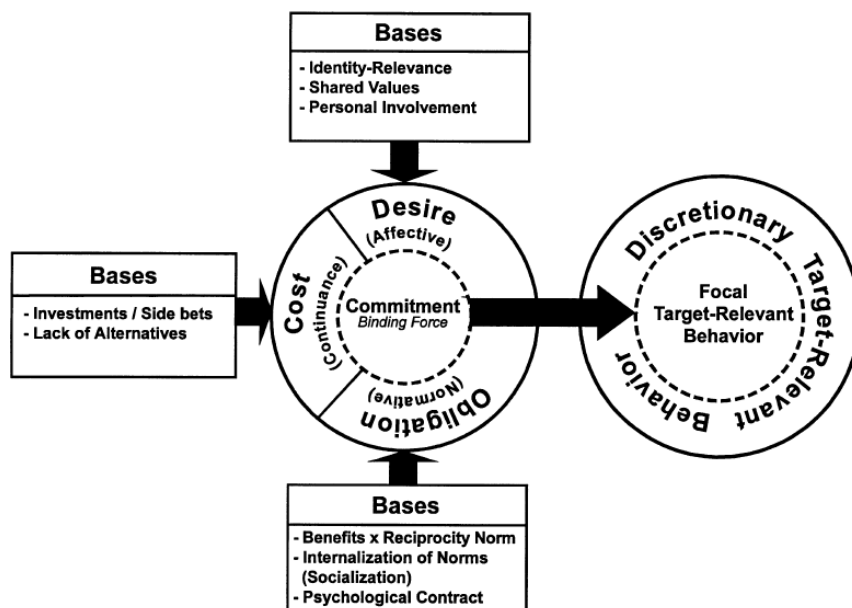 Bases
- Identity-Relevance
- Shared Values
- Personal Involvement
Bases
- Investments / Side bets
- Lack of Alternatives
Desire
(Affective)
Cost
(Continuance)
Commitment
Binding Force
Obligation
(Normative)
Discretionary Target-Relevant
Behavior
Focal
Target-Relevant
Behavior
Bases
- Benefits x Reciprocity Norm
- Internalization of Norms
(Socialization)
- Psychological Contract